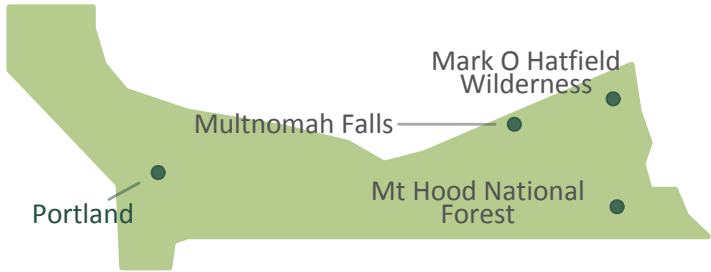 Mark O Hatfield
Wilderness
Multnomah Falls
Mt Hood National
Forest
Portland